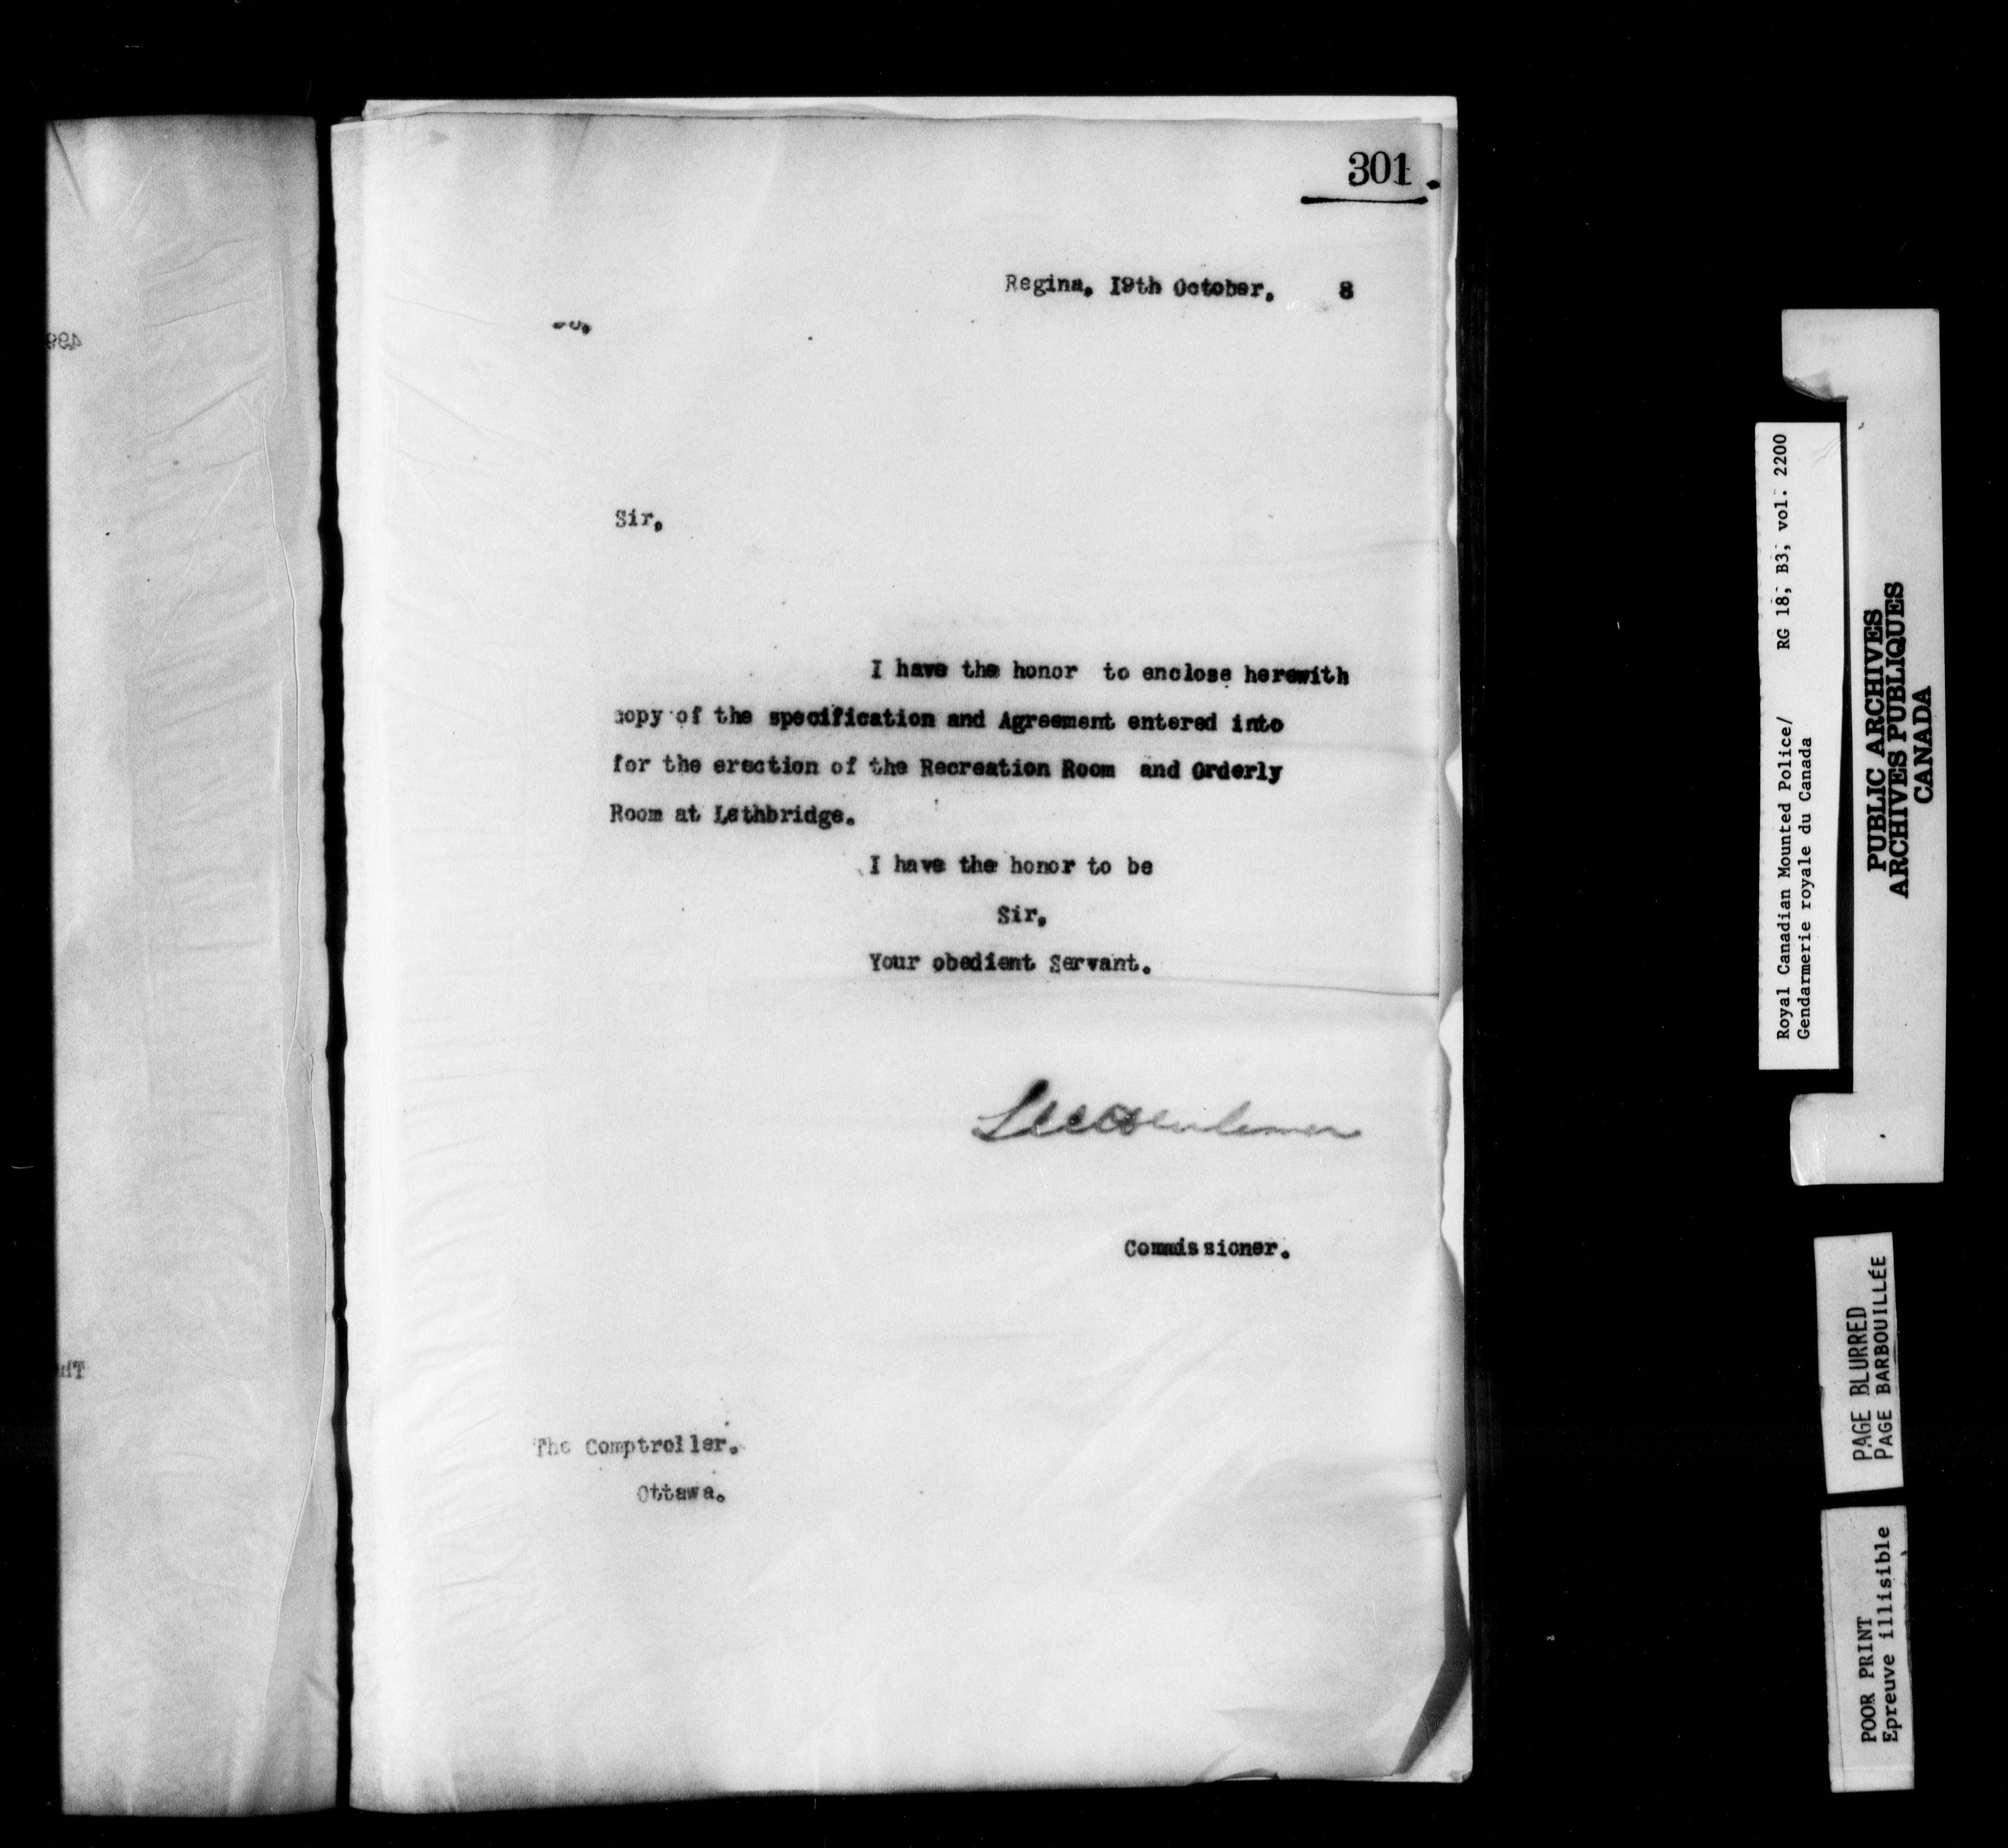 301.
Regina, 19th October, 8
Sir,
I have the honor to enclose herewith
copy of the specification and Agreement entered into
for the erection of the Recreation Room and Orderly
Room at Lethbridge.
I have the honor to be
Sir,
Your obedient Servant.
Commissioner.
The Comptroller.
Ottawa.
Royal Canadian Mounted Police/ RG 18, B3, vol. 2200
Gendarmerie royale du Canada
PUBLIC ARCHIVES
ARCHIVES PUBLIQUES
CANADA
PAGE BLURRED
PAGE BARBOUILLÉE
POOR PRINT
Epreuve illisible